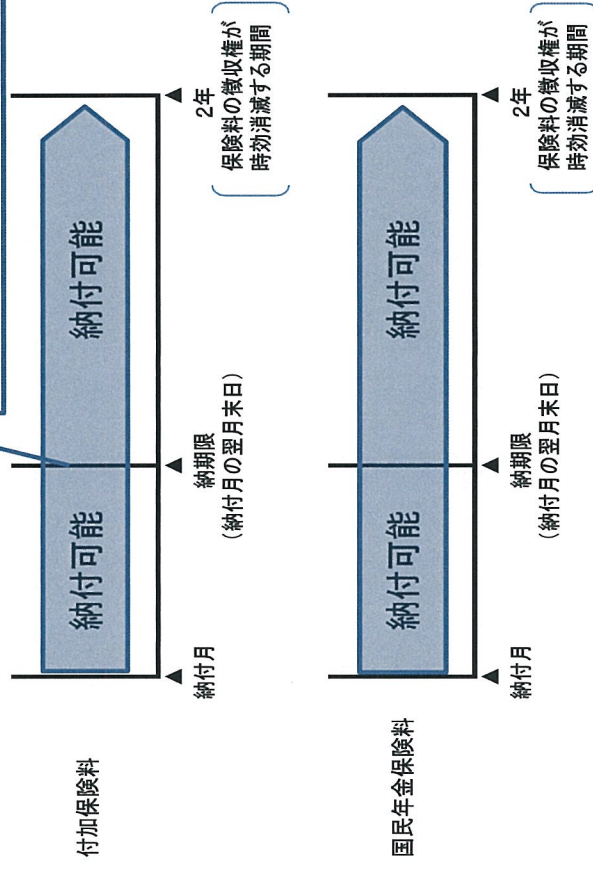 付加保険料
納付可能
納付可能
納付月
納期限
(納付月の翌月末日)
2年
保険料の徴収権が
時効消滅する期間
国民年金保険料
納付可能
納付可能
納付月
納期限
(納付月の翌月末日)
2年
保険料の徴収権が
時効消滅する期間